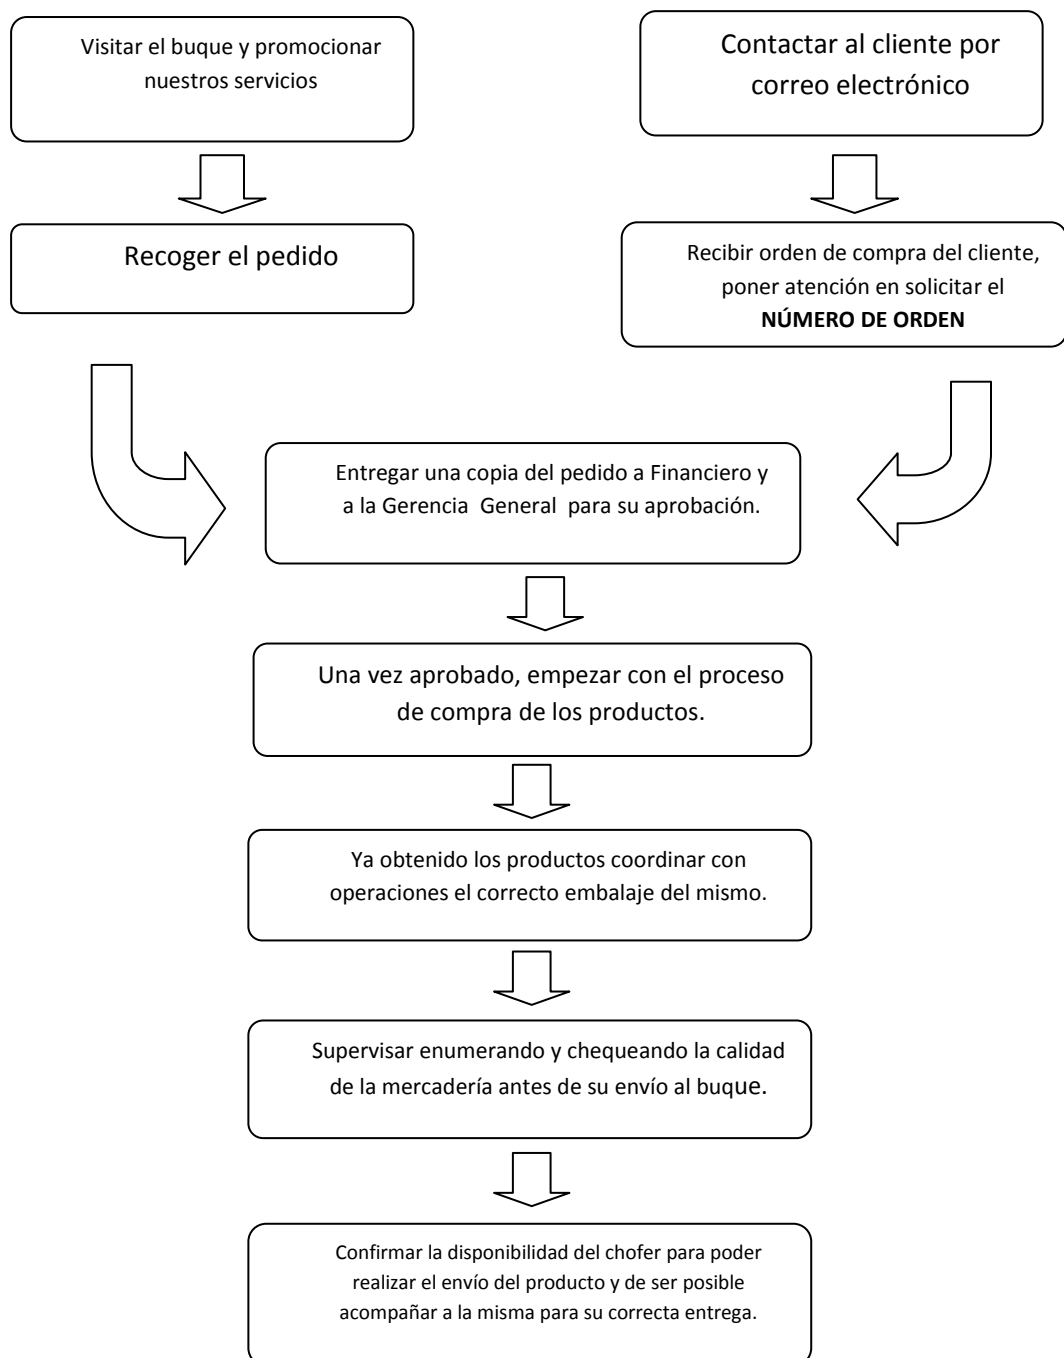 Visitar el buque y promocionar
nuestros servicios
Contactar al cliente por
correo electrónico
Recoger el pedido
Recibir orden de compra del cliente,
poner atención en solicitar el
NÚMERO DE ORDEN
Entregar una copia del pedido a Financiero y
a la Gerencia General para su aprobación.
Una vez aprobado, empezar con el proceso
de compra de los productos.
Ya obtenido los productos coordinar con
operaciones el correcto embalaje del mismo.
Supervisar enumerando y chequeando la calidad
de la mercadería antes de su envío al buque.
Confirmar la disponibilidad del chofer para poder
realizar el envío del producto y de ser posible
acompañar a la misma para su correcta entrega.